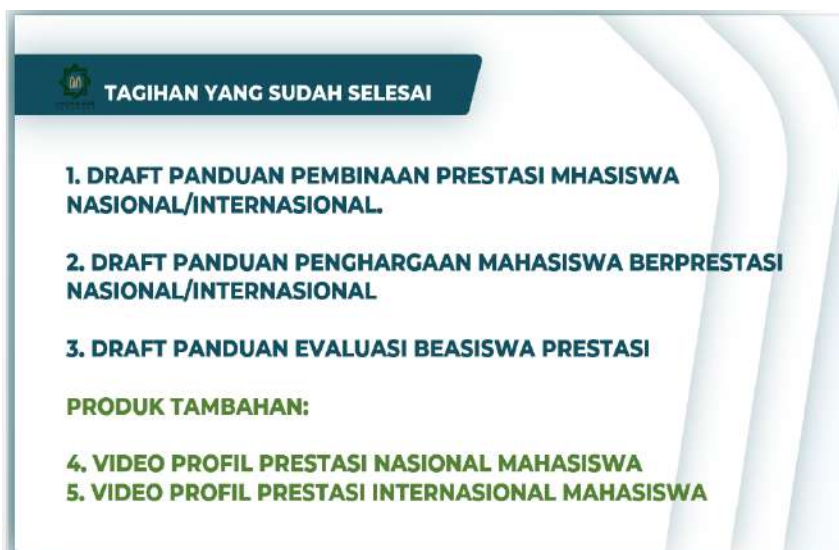 TAGIHAN YANG SUDAH SELESAI
1. DRAFT PANDUAN PEMBINAAN PRESTASI MHASISWA
NASIONAL/INTERNASIONAL.
2. DRAFT PANDUAN PENGHARGAAN MAHASISWA BERPRESTASI
NASIONAL/INTERNASIONAL
3. DRAFT PANDUAN EVALUASI BEASISWA PRESTASI
PRODUK TAMBAHAN:
4. VIDEO PROFIL PRESTASI NASIONAL MAHASISWA
5. VIDEO PROFIL PRESTASI INTERNASIONAL MAHASISWA